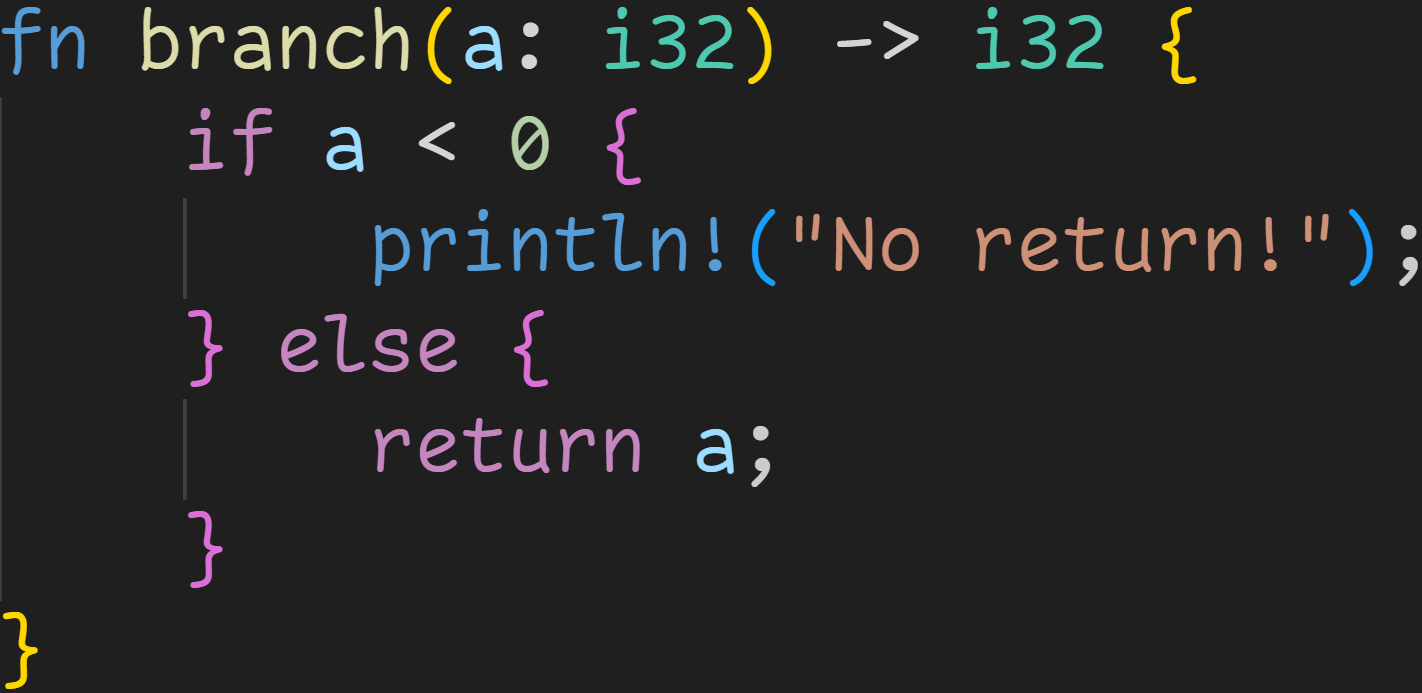 fn branch(a: i32) -> i32 {
    if a < 0 {
        println!("No return!");
    } else {
        return a;
    }
}